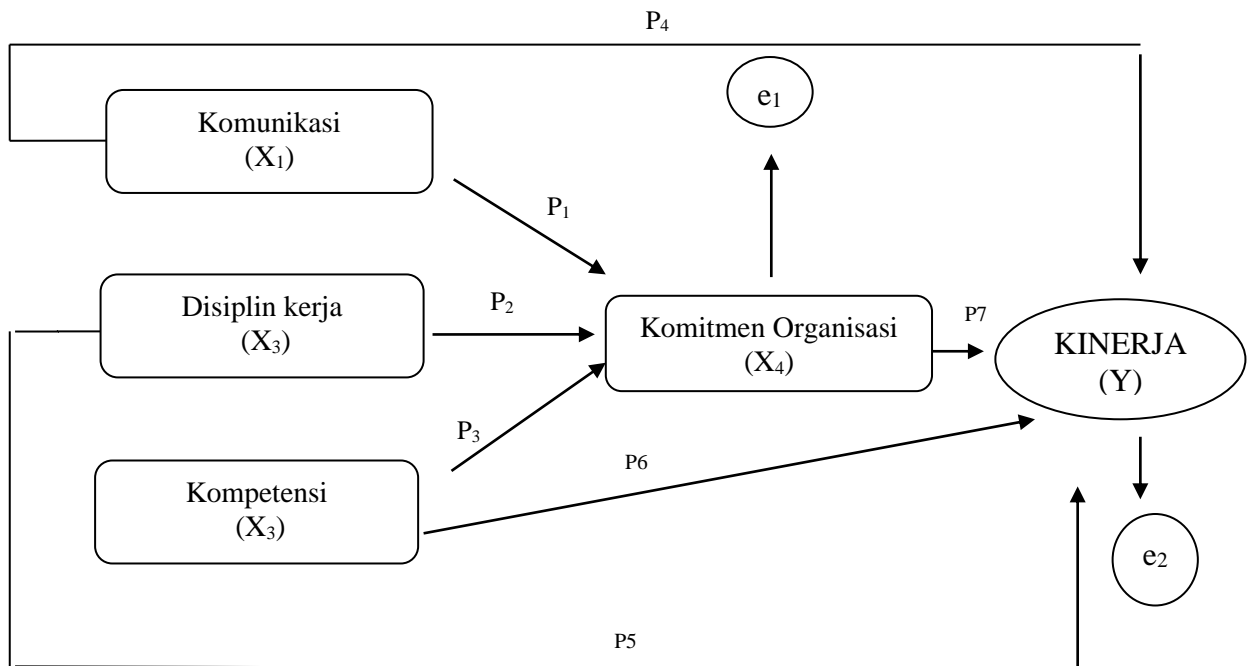 P₄
e₁
Komunikasi
(X₁)
P₁
Disiplin kerja
(X₃)
P₂
Komitmen Organisasi
(X₄)
P7
KINERJA
(Y)
P₃
P6
Kompetensi
(X₃)
e₂
P5